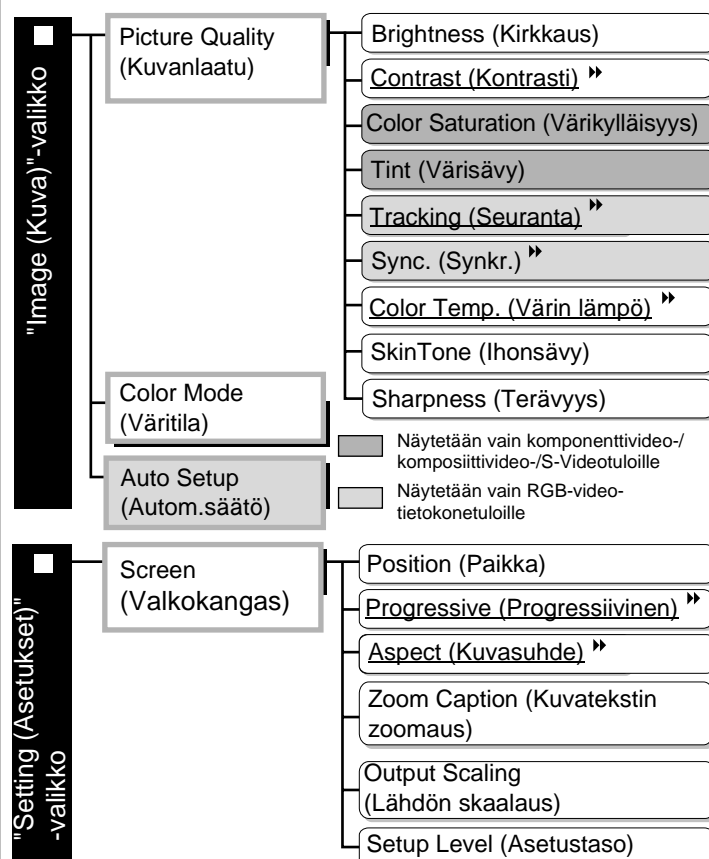 "Image (Kuva)"-valikko
Picture Quality
(Kuvanlaatu)
Brightness (Kirkkaus)
Contrast (Kontrasti)
Color Saturation (Värikylläisyys)
Tint (Värisävy)
Tracking (Seuranta)
Sync. (Synkr.)
Color Temp. (Värin lämpö)
SkinTone (Ihonsävy)
Sharpness (Terävyys)
Color Mode
(Väritila)
Auto Setup
(Autom.säätö)
Näytetään vain komponenttivideo-/
komposiittivideo-/S-Videotuloille
Näytetään vain RGB-video-
tietokonetuloille
"Setting (Asetukset)"
-valikko
Screen
(Valkokangas)
Position (Paikka)
Progressive (Progressiivinen)
Aspect (Kuvasuhde)
Zoom Caption (Kuvatekstin
zoomaus)
Output Scaling
(Lähdön skaalaus)
Setup Level (Asetustaso)